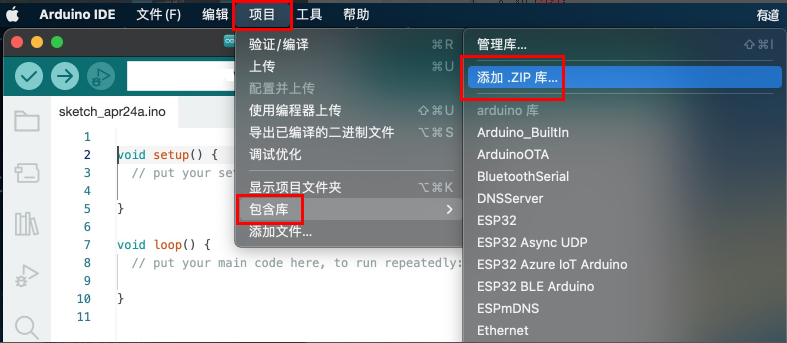 Arduino IDE 文件 (F) 编辑 项目 工具 帮助 有道
验证/编译 ⌘R
上传 ⌘U
配置并上传
使用编程器上传 ⇧⌘U
导出已编译的二进制文件 ⌥⌘S
调试优化
显示项目文件夹 ⌥⌘K
包含库
添加文件...
管理库... ⇧⌘I
添加 .ZIP 库...
arduino 库
Arduino_BuiltIn
ArduinoOTA
BluetoothSerial
DNSServer
ESP32
ESP32 Async UDP
ESP32 Azure IoT Arduino
ESP32 BLE Arduino
ESPmDNS
Ethernet
sketch_apr24a.ino
1
2 void setup() {
3 // put your se
4
5 }
6
7 void loop() {
8 // put your main code here, to run repeatedly:
9
10 }
11